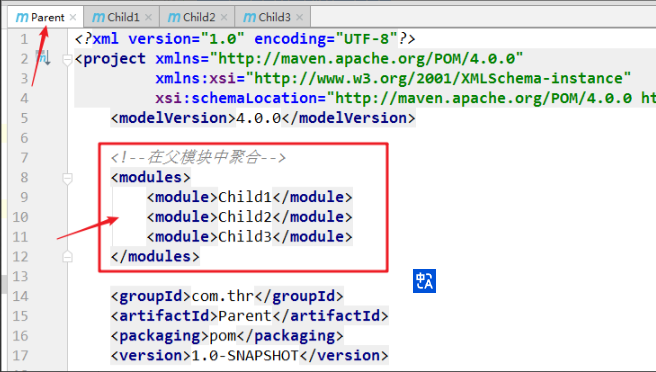 Parent Child1 Child2 Child3
1 <?xml version="1.0" encoding="UTF-8"?>
2 <project xmlns="http://maven.apache.org/POM/4.0.0"
3 xmlns:xsi="http://www.w3.org/2001/XMLSchema-instance"
4 xsi:schemaLocation="http://maven.apache.org/POM/4.0.0 ht
5 <modelVersion>4.0.0</modelVersion>
6
7 <!--在父模块中聚合-->
8 <modules>
9 <module>Child1</module>
10 <module>Child2</module>
11 <module>Child3</module>
12 </modules>
13
14 <groupId>com.thr</groupId>
15 <artifactId>Parent</artifactId>
16 <packaging>pom</packaging>
17 <version>1.0-SNAPSHOT</version>